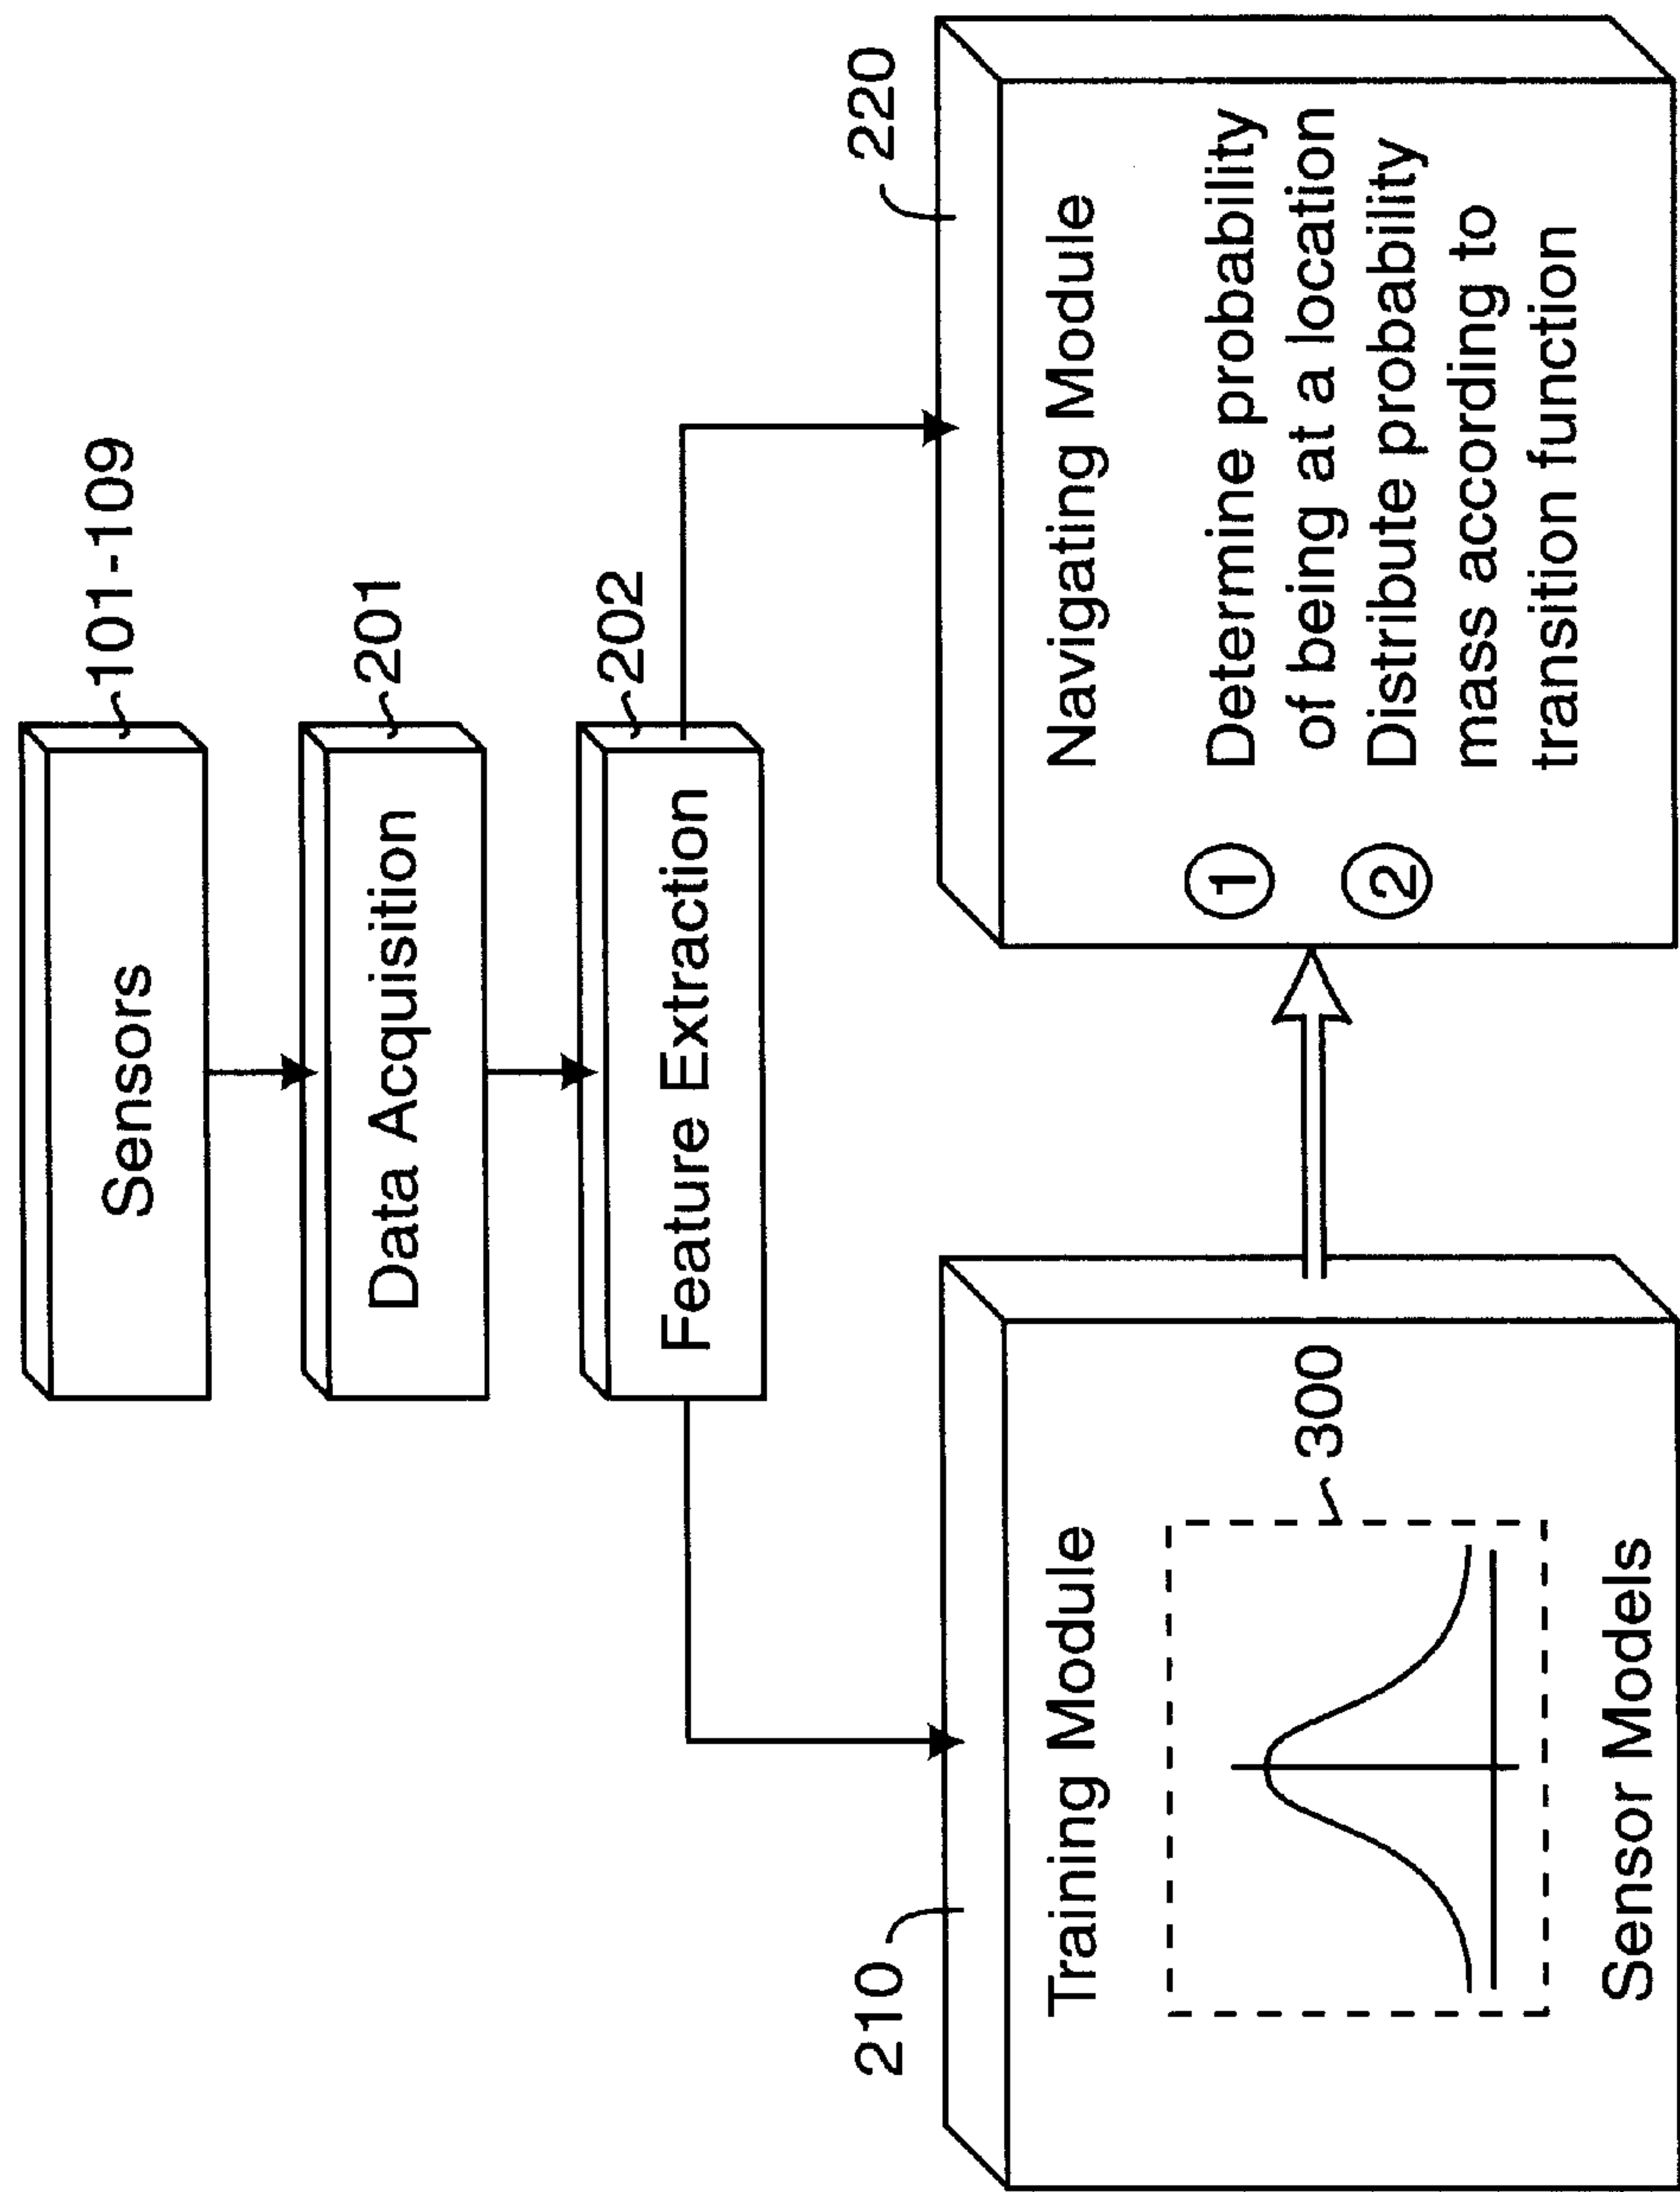 Sensors
101-109
Data Acquisition
201
Feature Extraction
202
210
Training Module
300
Sensor Models
220
Navigating Module
1 Determine probability
of being at a location
2 Distribute probability
mass according to
transition function